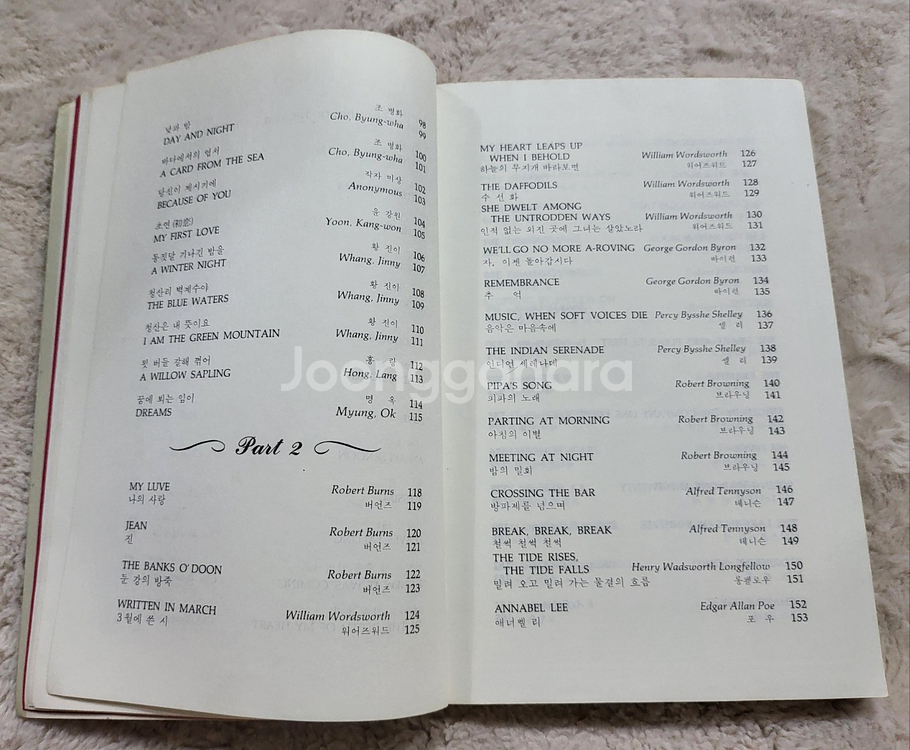 낮과 밤 조 병화 98
DAY AND NIGHT Cho, Byung-wha 99
바다에서의 엽서 조 병화 100
A CARD FROM THE SEA Cho, Byung-wha 101
당신이 계시기에 작자 미상 102
BECAUSE OF YOU Anonymous 103
초연(初戀) 윤 강원 104
MY FIRST LOVE Yoon, Kang-won 105
동짓달 기나긴 밤을 황 진이 106
A WINTER NIGHT Whang, Jinny 107
청산리 벽계수야 황 진이 108
THE BLUE WATERS Whang, Jinny 109
청산은 내 뜻이요 황 진이 110
I AM THE GREEN MOUNTAIN Whang, Jinny 111
묏 버들 갈해 꺾어 홍 랑 112
A WILLOW SAPLING Hong, Lang 113
꿈에 뵈는 임이 명 옥 114
DREAMS Myung, Ok 115
Part 2
MY LUVE Robert Burns 118
나의 사랑 버언즈 119
JEAN Robert Burns 120
진 버언즈 121
THE BANKS O' DOON Robert Burns 122
둔 강의 방죽 버언즈 123
WRITTEN IN MARCH William Wordsworth 124
3월에 쓴 시 워어즈워드 125
MY HEART LEAPS UP
WHEN I BEHOLD William Wordsworth 126
하늘의 무지개 바라보면 워어즈워드 127
THE DAFFODILS William Wordsworth 128
수 선 화 워어즈워드 129
SHE DWELT AMONG
THE UNTRODDEN WAYS William Wordsworth 130
인적 없는 외진 곳에 그녀는 살았노라 워어즈워드 131
WE'LL GO NO MORE A-ROVING George Gordon Byron 132
자, 이젠 돌아갑시다 바이런 133
REMEMBRANCE George Gordon Byron 134
추 억 바이런 135
MUSIC, WHEN SOFT VOICES DIE Percy Bysshe Shelley 136
음악은 마음속에 셸 리 137
THE INDIAN SERENADE Percy Bysshe Shelley 138
인디언 세레나데 셸 리 139
PIPA'S SONG Robert Browning 140
피파의 노래 브라우닝 141
PARTING AT MORNING Robert Browning 142
아침의 이별 브라우닝 143
MEETING AT NIGHT Robert Browning 144
밤의 밀회 브라우닝 145
CROSSING THE BAR Alfred Tennyson 146
방파제를 넘으며 테니슨 147
BREAK, BREAK, BREAK Alfred Tennyson 148
철썩 철썩 철썩 테니슨 149
THE TIDE RISES,
THE TIDE FALLS Henry Wadsworth Longfellow 150
밀려 오고 밀려 가는 물결의 흐름 롱펠로우 151
ANNABEL LEE Edgar Allan Poe 152
애너벨 리 포 우 153
Joonggonara